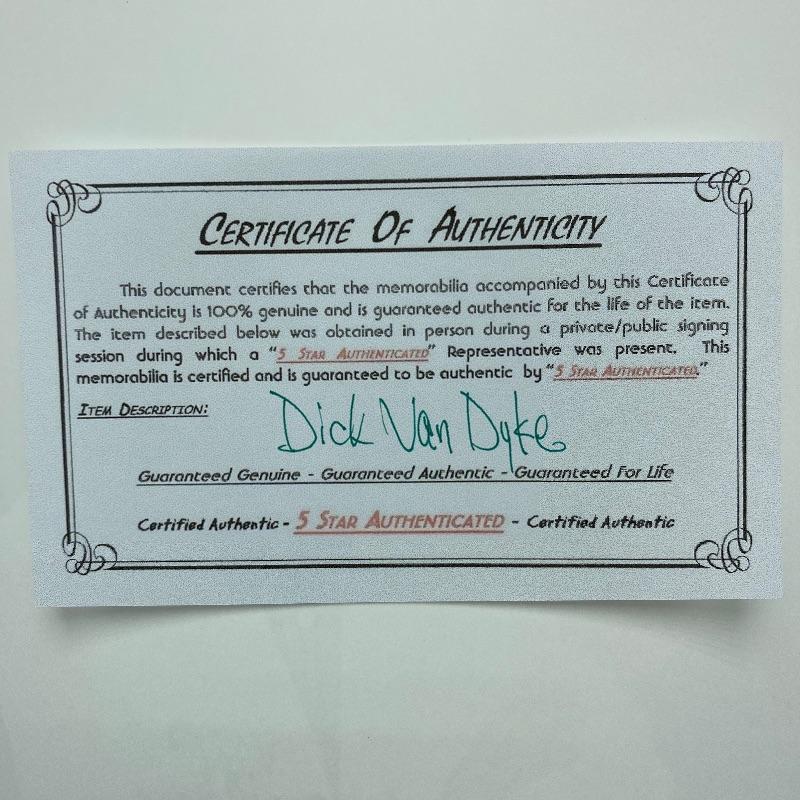 CERTIFICATE OF AUTHENTICITY
This document certifies that the memorabilia accompanied by this Certificate
of Authenticity is 100% genuine and is guaranteed authentic for the life of the item.
The item described below was obtained in person during a private/public signing
session during which a "5 STAR AUTHENTICATED" Representative was present. This
memorabilia is certified and is guaranteed to be authentic by "5 STAR AUTHENTICATED."
ITEM DESCRIPTION: Dick Van Dyke
Guaranteed Genuine - Guaranteed Authentic - Guaranteed For Life
Certified Authentic - 5 STAR AUTHENTICATED - Certified Authentic